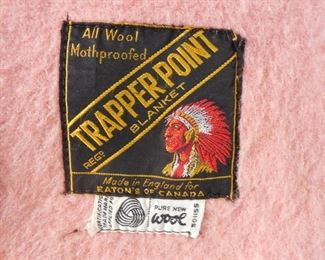 All Wool
Mothproofed
TRAPPER POINT
REGD
BLANKET
Made in England for
EATON'S OF CANADA
PURE NEW
wool